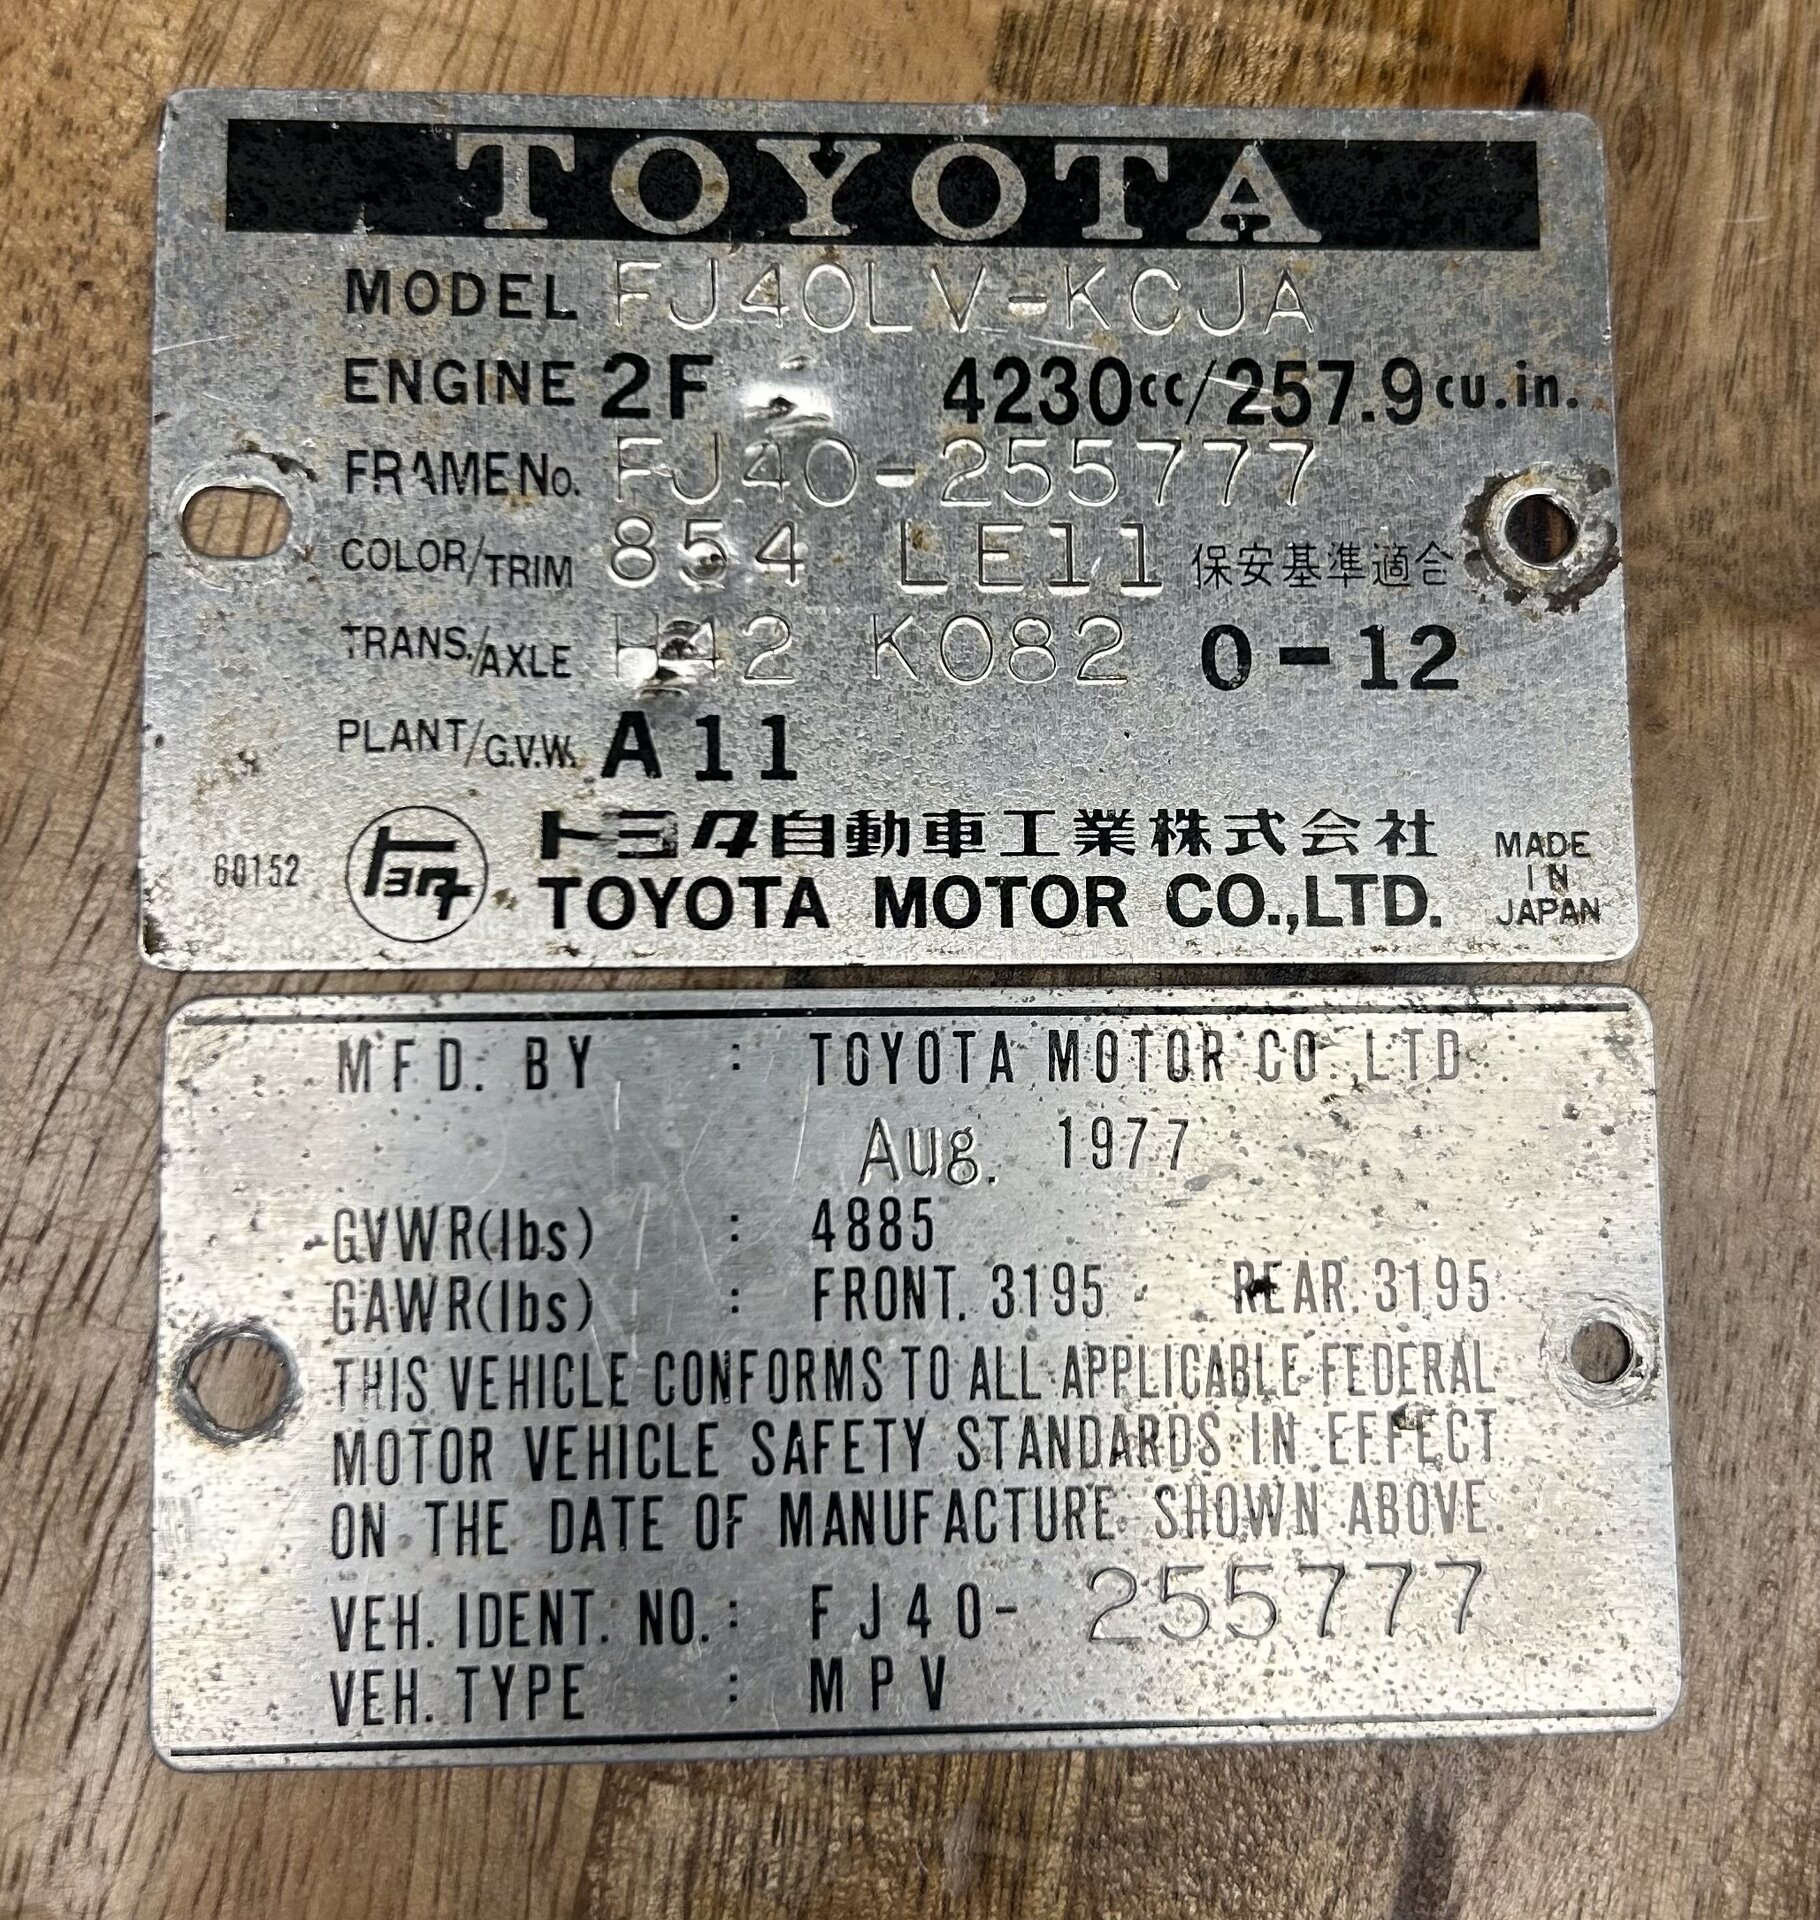 TOYOTA
MODEL FJ40LV-KCJA
ENGINE 2F 4230cc/257.9cu.in.
FRAME No. FJ40-255777
COLOR/TRIM 854 LE11 保安基準適合
TRANS./AXLE H42 K082 0-12
PLANT/G.V.W. A11
トヨタ自動車工業株式会社
60152 トヨタ TOYOTA MOTOR CO.,LTD.
MADE
IN
JAPAN
MFD. BY : TOYOTA MOTOR CO. LTD
Aug. 1977
GVWR(lbs) : 4885
GAWR(lbs) : FRONT. 3195 REAR. 3195
THIS VEHICLE CONFORMS TO ALL APPLICABLE FEDERAL
MOTOR VEHICLE SAFETY STANDARDS IN EFFECT
ON THE DATE OF MANUFACTURE SHOWN ABOVE.
VEH. IDENT. NO. : FJ40- 255777
VEH. TYPE : MPV